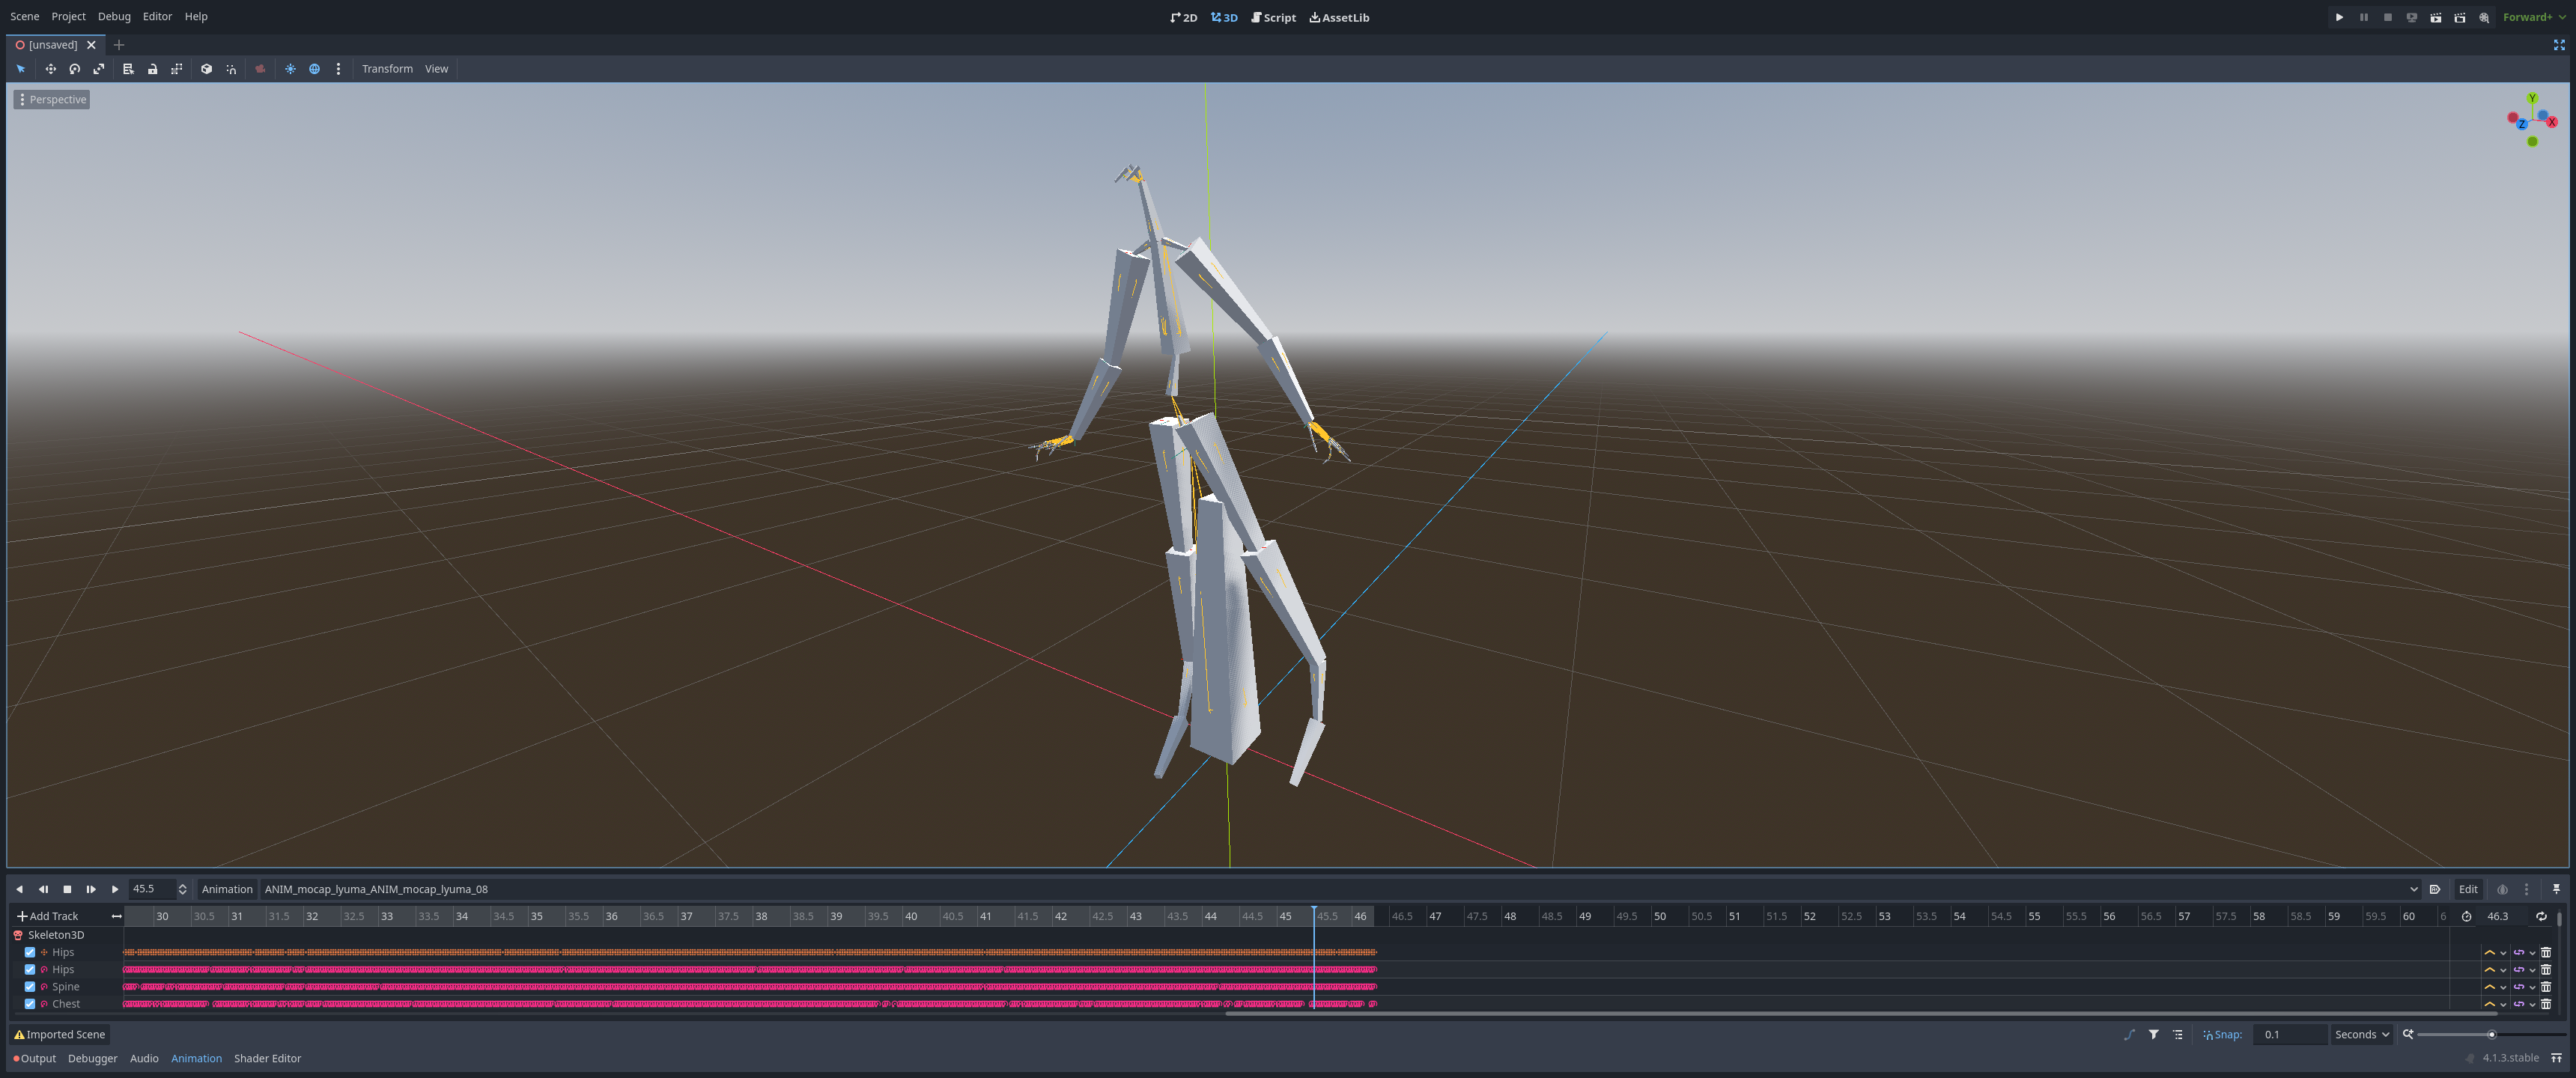 Scene Project Debug Editor Help 2D 3D Script AssetLib Forward+
[unsaved]
Transform View
Perspective
Y
Z X
45.5 Animation ANIM_mocap_lyuma_ANIM_mocap_lyuma_08 Edit
Add Track 30 30.5 31 31.5 32 32.5 33 33.5 34 34.5 35 35.5 36 36.5 37 37.5 38 38.5 39 39.5 40 40.5 41 41.5 42 42.5 43 43.5 44 44.5 45 45.5 46 46.5 47 47.5 48 48.5 49 49.5 50 50.5 51 51.5 52 52.5 53 53.5 54 54.5 55 55.5 56 56.5 57 57.5 58 58.5 59 59.5 60 6 46.3
Skeleton3D
Hips
Hips
Spine
Chest
Imported Scene Snap: 0.1 Seconds
Output Debugger Audio Animation Shader Editor 4.1.3.stable